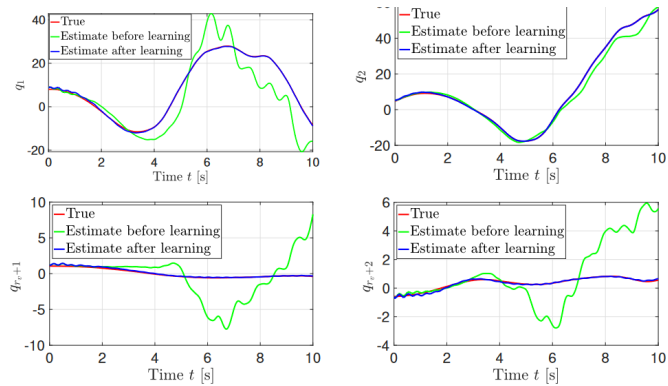 True
Estimate before learning
Estimate after learning
q₁
40
20
0
-20
0 2 4 6 8 10
Time t [s]
True
Estimate before learning
Estimate after learning
q₂
40
20
0
-20
0 2 4 6 8 10
Time t [s]
True
Estimate before learning
Estimate after learning
q_{r_v+1}
10
5
0
-5
-10
0 2 4 6 8 10
Time t [s]
True
Estimate before learning
Estimate after learning
q_{r_v+2}
6
4
2
0
-2
-4
0 2 4 6 8 10
Time t [s]